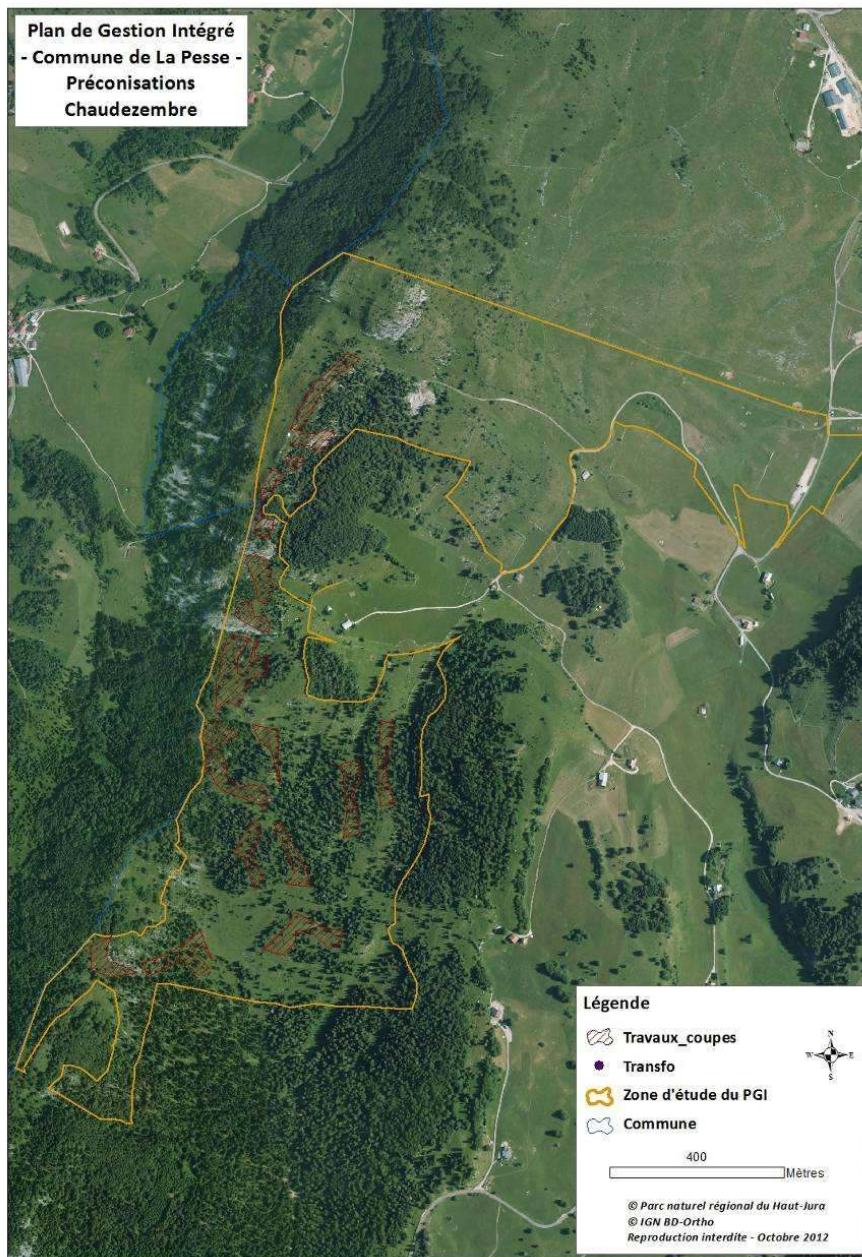 Plan de Gestion Intégré
- Commune de La Pesse -
Préconisations
Chaudezembre
Légende
Travaux_coupes
Transfo
Zone d'étude du PGI
Commune
N
W E
S
400
Mètres
© Parc naturel régional du Haut-Jura
© IGN BD-Ortho
Reproduction interdite - Octobre 2012